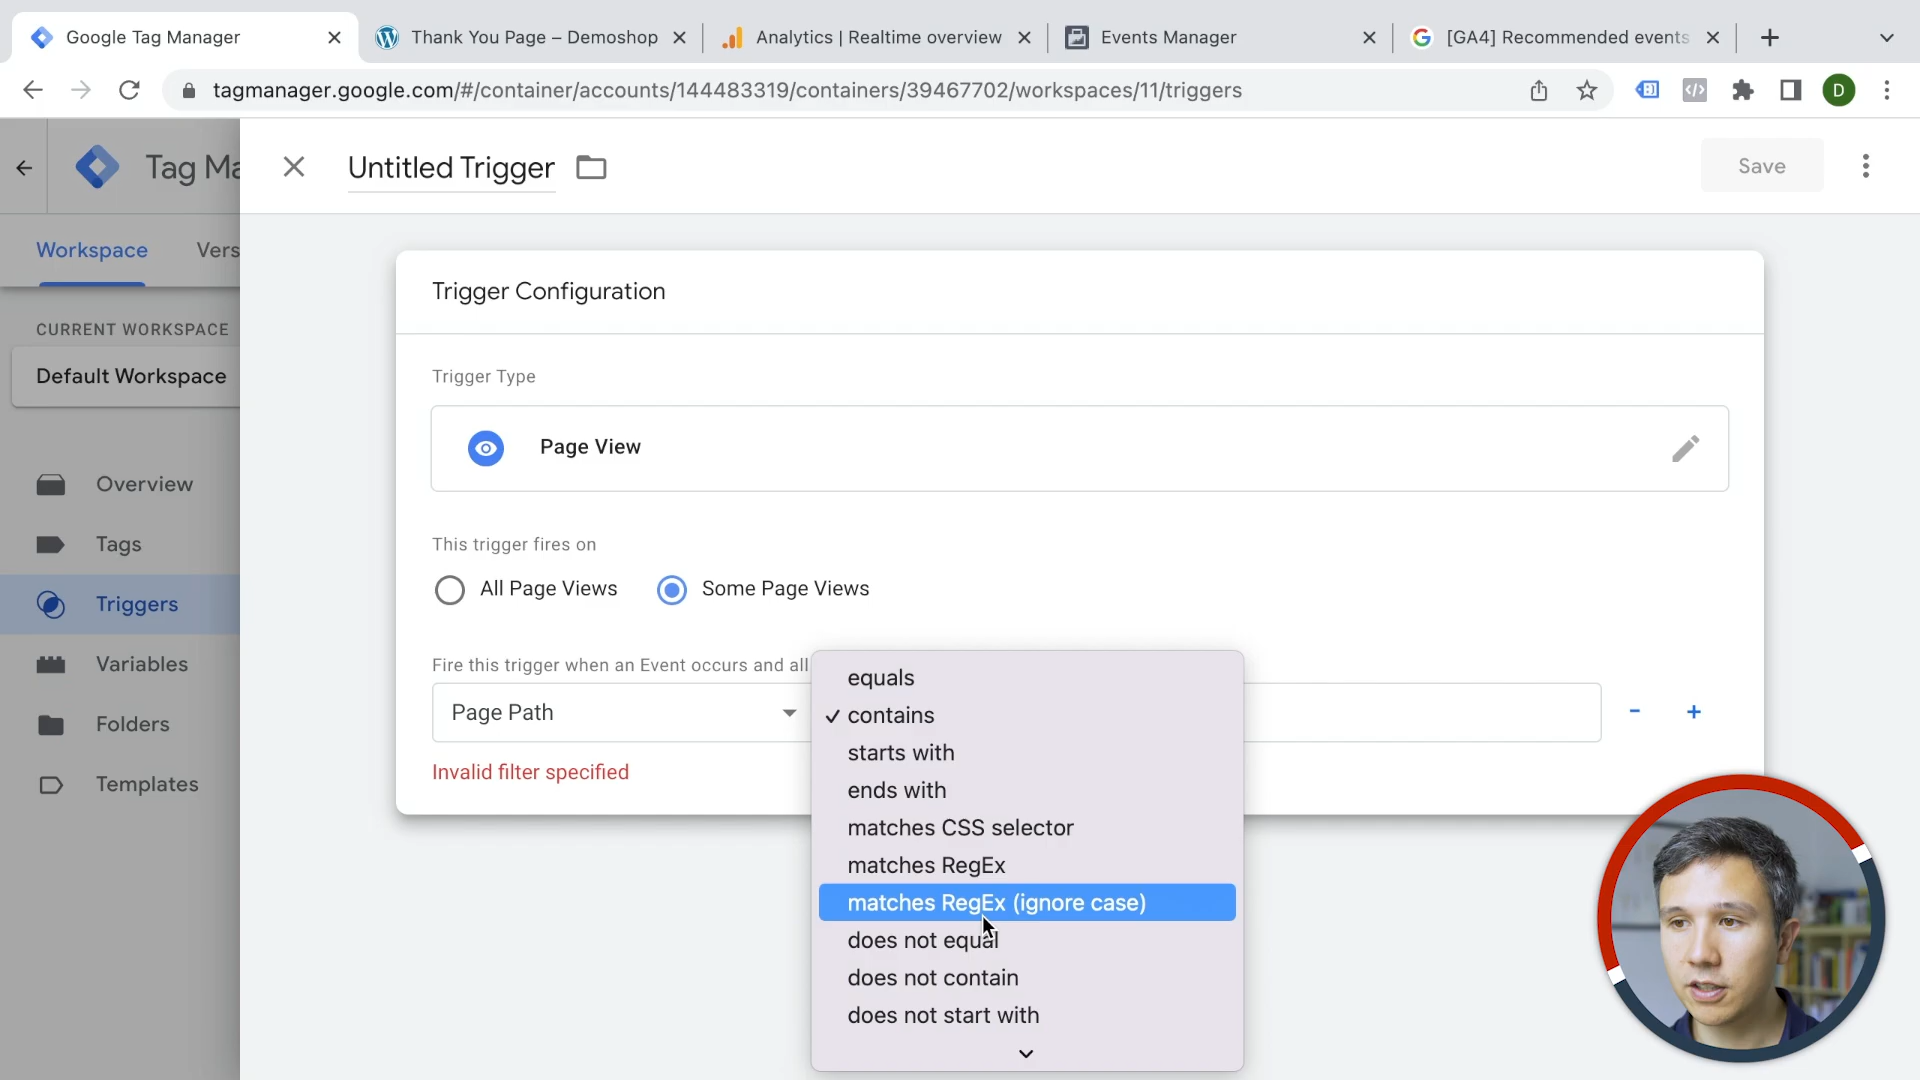 Google Tag Manager
Thank You Page – Demoshop
Analytics | Realtime overview
Events Manager
[GA4] Recommended events
tagmanager.google.com/#/container/accounts/144483319/containers/39467702/workspaces/11/triggers
D
Tag Ma
Untitled Trigger
Save
Workspace
Vers
Trigger Configuration
CURRENT WORKSPACE
Default Workspace
Trigger Type
Page View
Overview
Tags
Triggers
Variables
Folders
Templates
This trigger fires on
All Page Views
Some Page Views
Fire this trigger when an Event occurs and all
Page Path
Invalid filter specified
equals
✓ contains
starts with
ends with
matches CSS selector
matches RegEx
matches RegEx (ignore case)
does not equal
does not contain
does not start with
- +